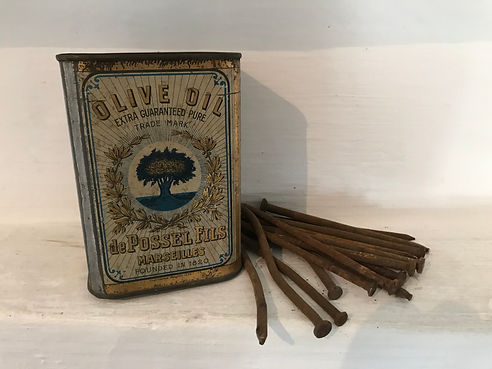 OLIVE OIL
EXTRA GUARANTEED PURE
TRADE MARK
de POSSEL FILS
MARSEILLES
FOUNDED IN 1820